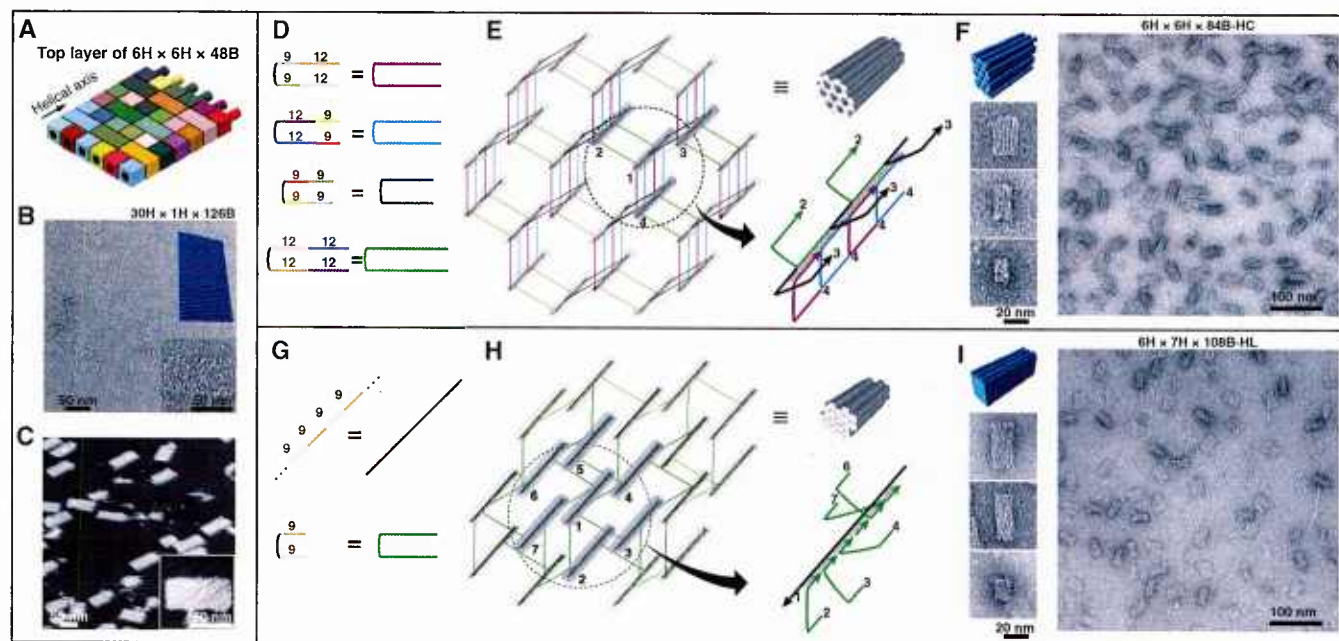 A
Top layer of 6H × 6H × 48B
Helical axis
B
30H × 1H × 126B
50 nm
C
D
9 12
9 12
=
12 9
12 9
=
9 9
9 9
=
12 12
12 12
=
E
2
3
1
4
≡
3
2
3
4
2
4
3
4
4
F
6H × 6H × 84B-HC
20 nm
100 nm
G
9
9
9
9
=
9
9
=
H
5
6
4
1
7
3
2
≡
6
7
5
4
1
3
2
I
6H × 7H × 108B-HL
20 nm
100 nm